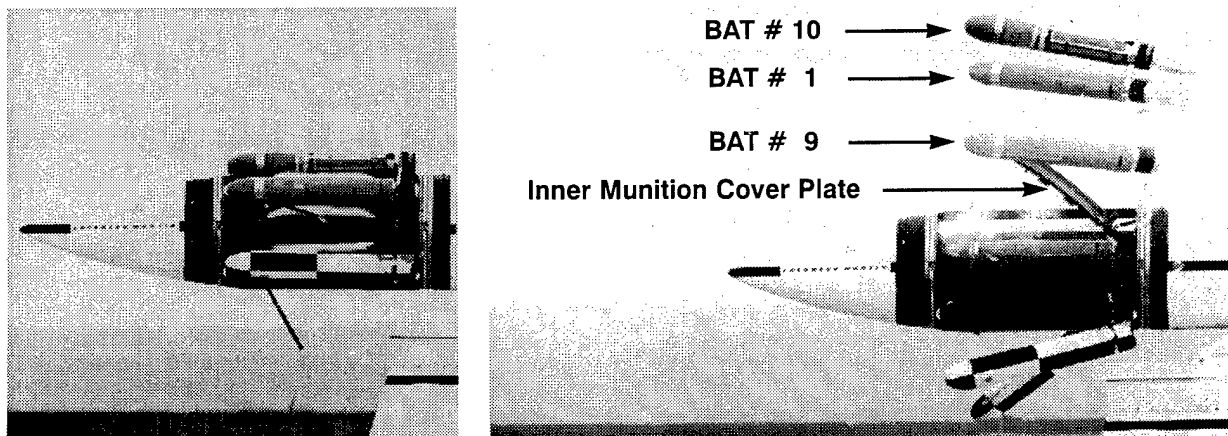 BAT # 10
BAT # 1
BAT # 9
Inner Munition Cover Plate